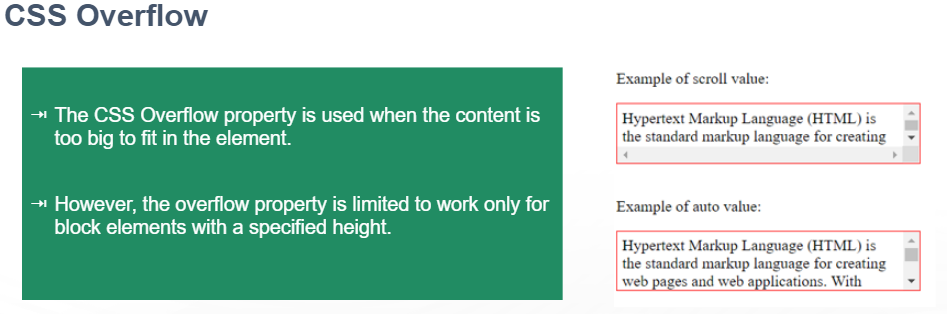 CSS Overflow
⇥ The CSS Overflow property is used when the content is
too big to fit in the element.
⇥ However, the overflow property is limited to work only for
block elements with a specified height.
Example of scroll value:
Hypertext Markup Language (HTML) is
the standard markup language for creating
Example of auto value:
Hypertext Markup Language (HTML) is
the standard markup language for creating
web pages and web applications. With